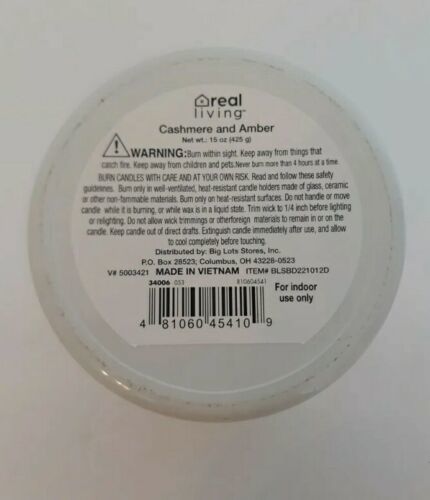 real
living™
Cashmere and Amber
Net wt.: 15 oz (425 g)
WARNING: Burn within sight. Keep away from things that
catch fire. Keep away from children and pets. Never burn more than 4 hours at a time.
BURN CANDLES WITH CARE AND AT YOUR OWN RISK. Read and follow these safety
guidelines. Burn only in well-ventilated, heat-resistant candle holders made of glass, ceramic
or other non-fammable materials. Burn only on heat-resistant surfaces. Do not handle or move
candle while it is burning, or while wax is in liquid state. Trim wick to 1/4 inch before lighting
or relighting. Do not allow wick trimmings or otherforeign materials to remain in or on the
candle. Keep candle out of direct drafts. Extinguish candle immediately after use, and allow
to cool completely before touching.
Distributed by: Big Lots Stores, Inc.
P.O. Box 28523; Columbus, OH 43228-0523
V# 5003421 MADE IN VIETNAM ITEM# BLSBD221012D
34006 053 810604541
For indoor
use only
4 81060 45410 9